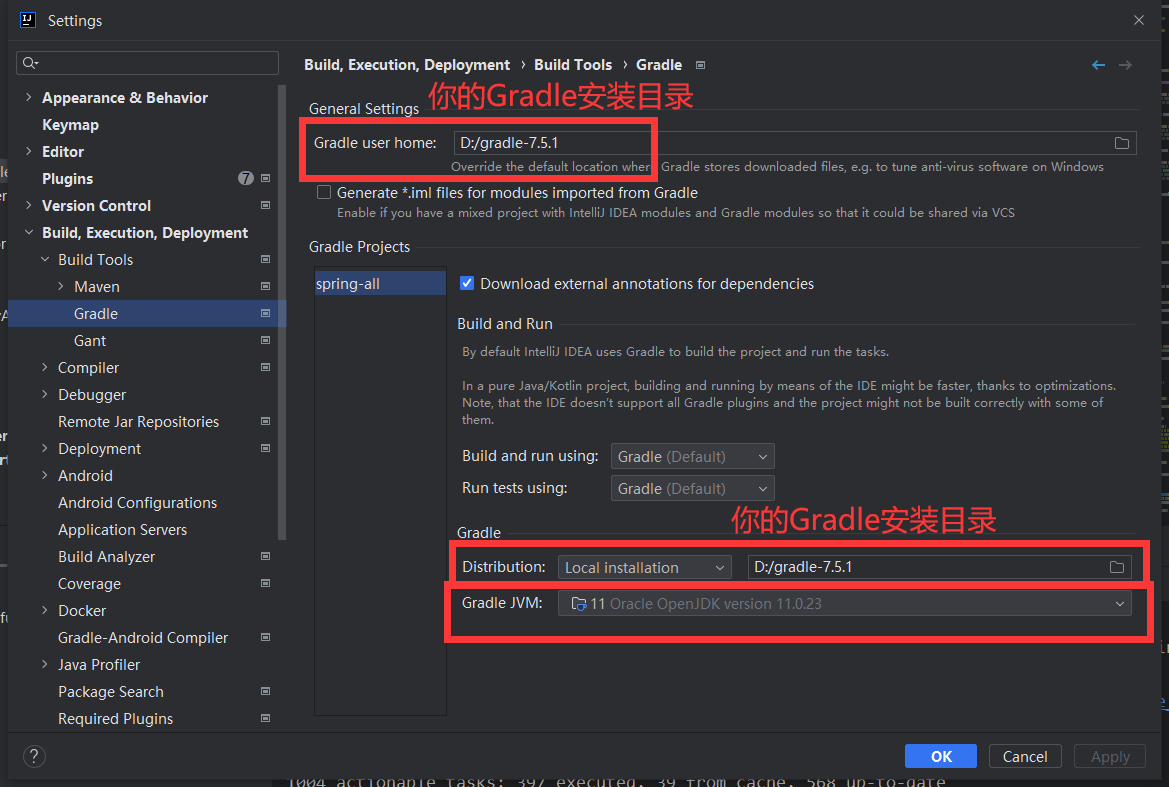 Settings
Build, Execution, Deployment › Build Tools › Gradle
你的Gradle安装目录
Appearance & Behavior
Keymap
Editor
Plugins 7
Version Control
Build, Execution, Deployment
Build Tools
Maven
Gradle
Gant
Compiler
Debugger
Remote Jar Repositories
Deployment
Android
Android Configurations
Application Servers
Build Analyzer
Coverage
Docker
Gradle-Android Compiler
Java Profiler
Package Search
Required Plugins
General Settings
Gradle user home: D:/gradle-7.5.1
Override the default location where Gradle stores downloaded files, e.g. to tune anti-virus software on Windows
Generate *.iml files for modules imported from Gradle
Enable if you have a mixed project with IntelliJ IDEA modules and Gradle modules so that it could be shared via VCS
Gradle Projects
spring-all
Download external annotations for dependencies
Build and Run
By default IntelliJ IDEA uses Gradle to build the project and run the tasks.
In a pure Java/Kotlin project, building and running by means of the IDE might be faster, thanks to optimizations.
Note, that the IDE doesn't support all Gradle plugins and the project might not be built correctly with some of
them.
Build and run using: Gradle (Default)
Run tests using: Gradle (Default)
你的Gradle安装目录
Gradle
Distribution: Local installation D:/gradle-7.5.1
Gradle JVM: 11 Oracle OpenJDK version 11.0.23
? OK Cancel Apply
1004 actionable tasks: 397 executed, 39 from cache, 568 up-to-date